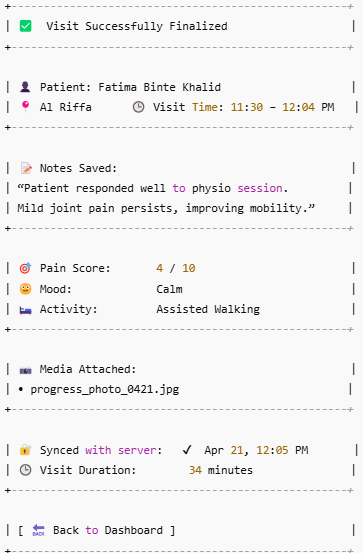 +----------------------------------------------------+
| ✅ Visit Successfully Finalized |
+----------------------------------------------------+
| 👤 Patient: Fatima Binte Khalid |
| 📍 Al Riffa 🕒 Visit Time: 11:30 – 12:04 PM |
+----------------------------------------------------+
| 📝 Notes Saved: |
| “Patient responded well to physio session. |
| Mild joint pain persists, improving mobility.” |
+----------------------------------------------------+
| 🎯 Pain Score: 4 / 10 |
| 😀 Mood: Calm |
| 🛏️ Activity: Assisted Walking |
+----------------------------------------------------+
| 📷 Media Attached: |
| • progress_photo_0421.jpg |
+----------------------------------------------------+
| 🔐 Synced with server: ✔ Apr 21, 12:05 PM |
| 🕒 Visit Duration: 34 minutes |
+----------------------------------------------------+
| [ 🔙 Back to Dashboard ] |
+----------------------------------------------------+